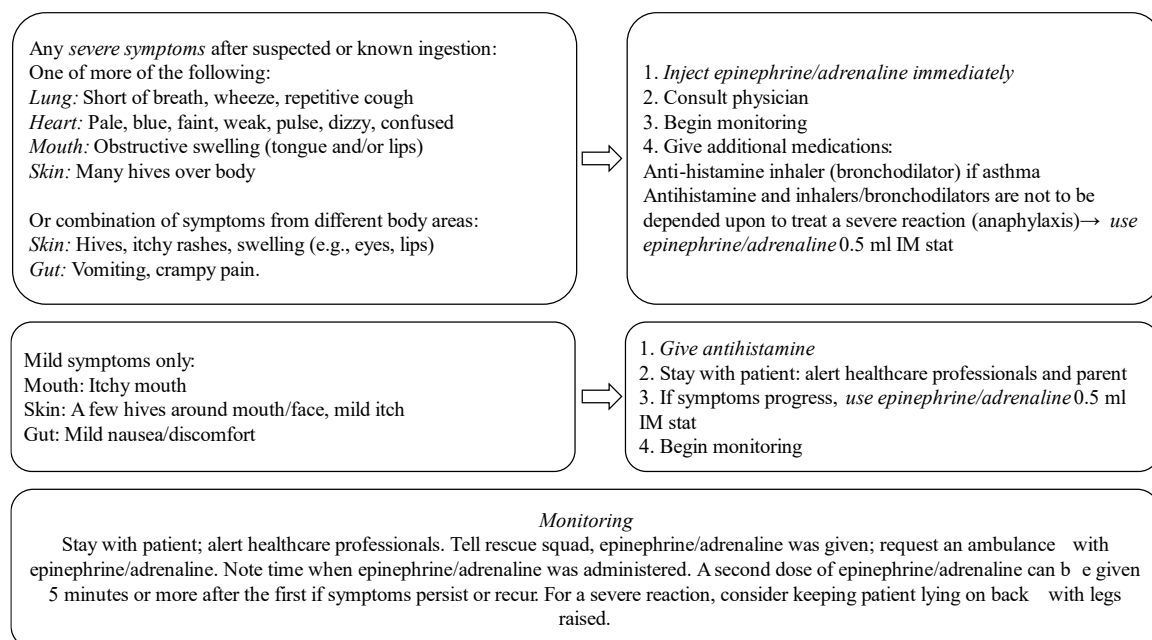 Any severe symptoms after suspected or known ingestion:
One of more of the following:
Lung: Short of breath, wheeze, repetitive cough
Heart: Pale, blue, faint, weak, pulse, dizzy, confused
Mouth: Obstructive swelling (tongue and/or lips)
Skin: Many hives over body
Or combination of symptoms from different body areas:
Skin: Hives, itchy rashes, swelling (e.g., eyes, lips)
Gut: Vomiting, crampy pain.
1. Inject epinephrine/adrenaline immediately
2. Consult physician
3. Begin monitoring
4. Give additional medications:
Anti-histamine inhaler (bronchodilator) if asthma
Antihistamine and inhalers/bronchodilators are not to be
depended upon to treat a severe reaction (anaphylaxis)→ use
epinephrine/adrenaline 0.5 ml IM stat
Mild symptoms only:
Mouth: Itchy mouth
Skin: A few hives around mouth/face, mild itch
Gut: Mild nausea/discomfort
1. Give antihistamine
2. Stay with patient: alert healthcare professionals and parent
3. If symptoms progress, use epinephrine/adrenaline 0.5 ml
IM stat
4. Begin monitoring
Monitoring
Stay with patient; alert healthcare professionals. Tell rescue squad, epinephrine/adrenaline was given; request an ambulance with
epinephrine/adrenaline. Note time when epinephrine/adrenaline was administered. A second dose of epinephrine/adrenaline can b e given
5 minutes or more after the first if symptoms persist or recur. For a severe reaction, consider keeping patient lying on back with legs
raised.